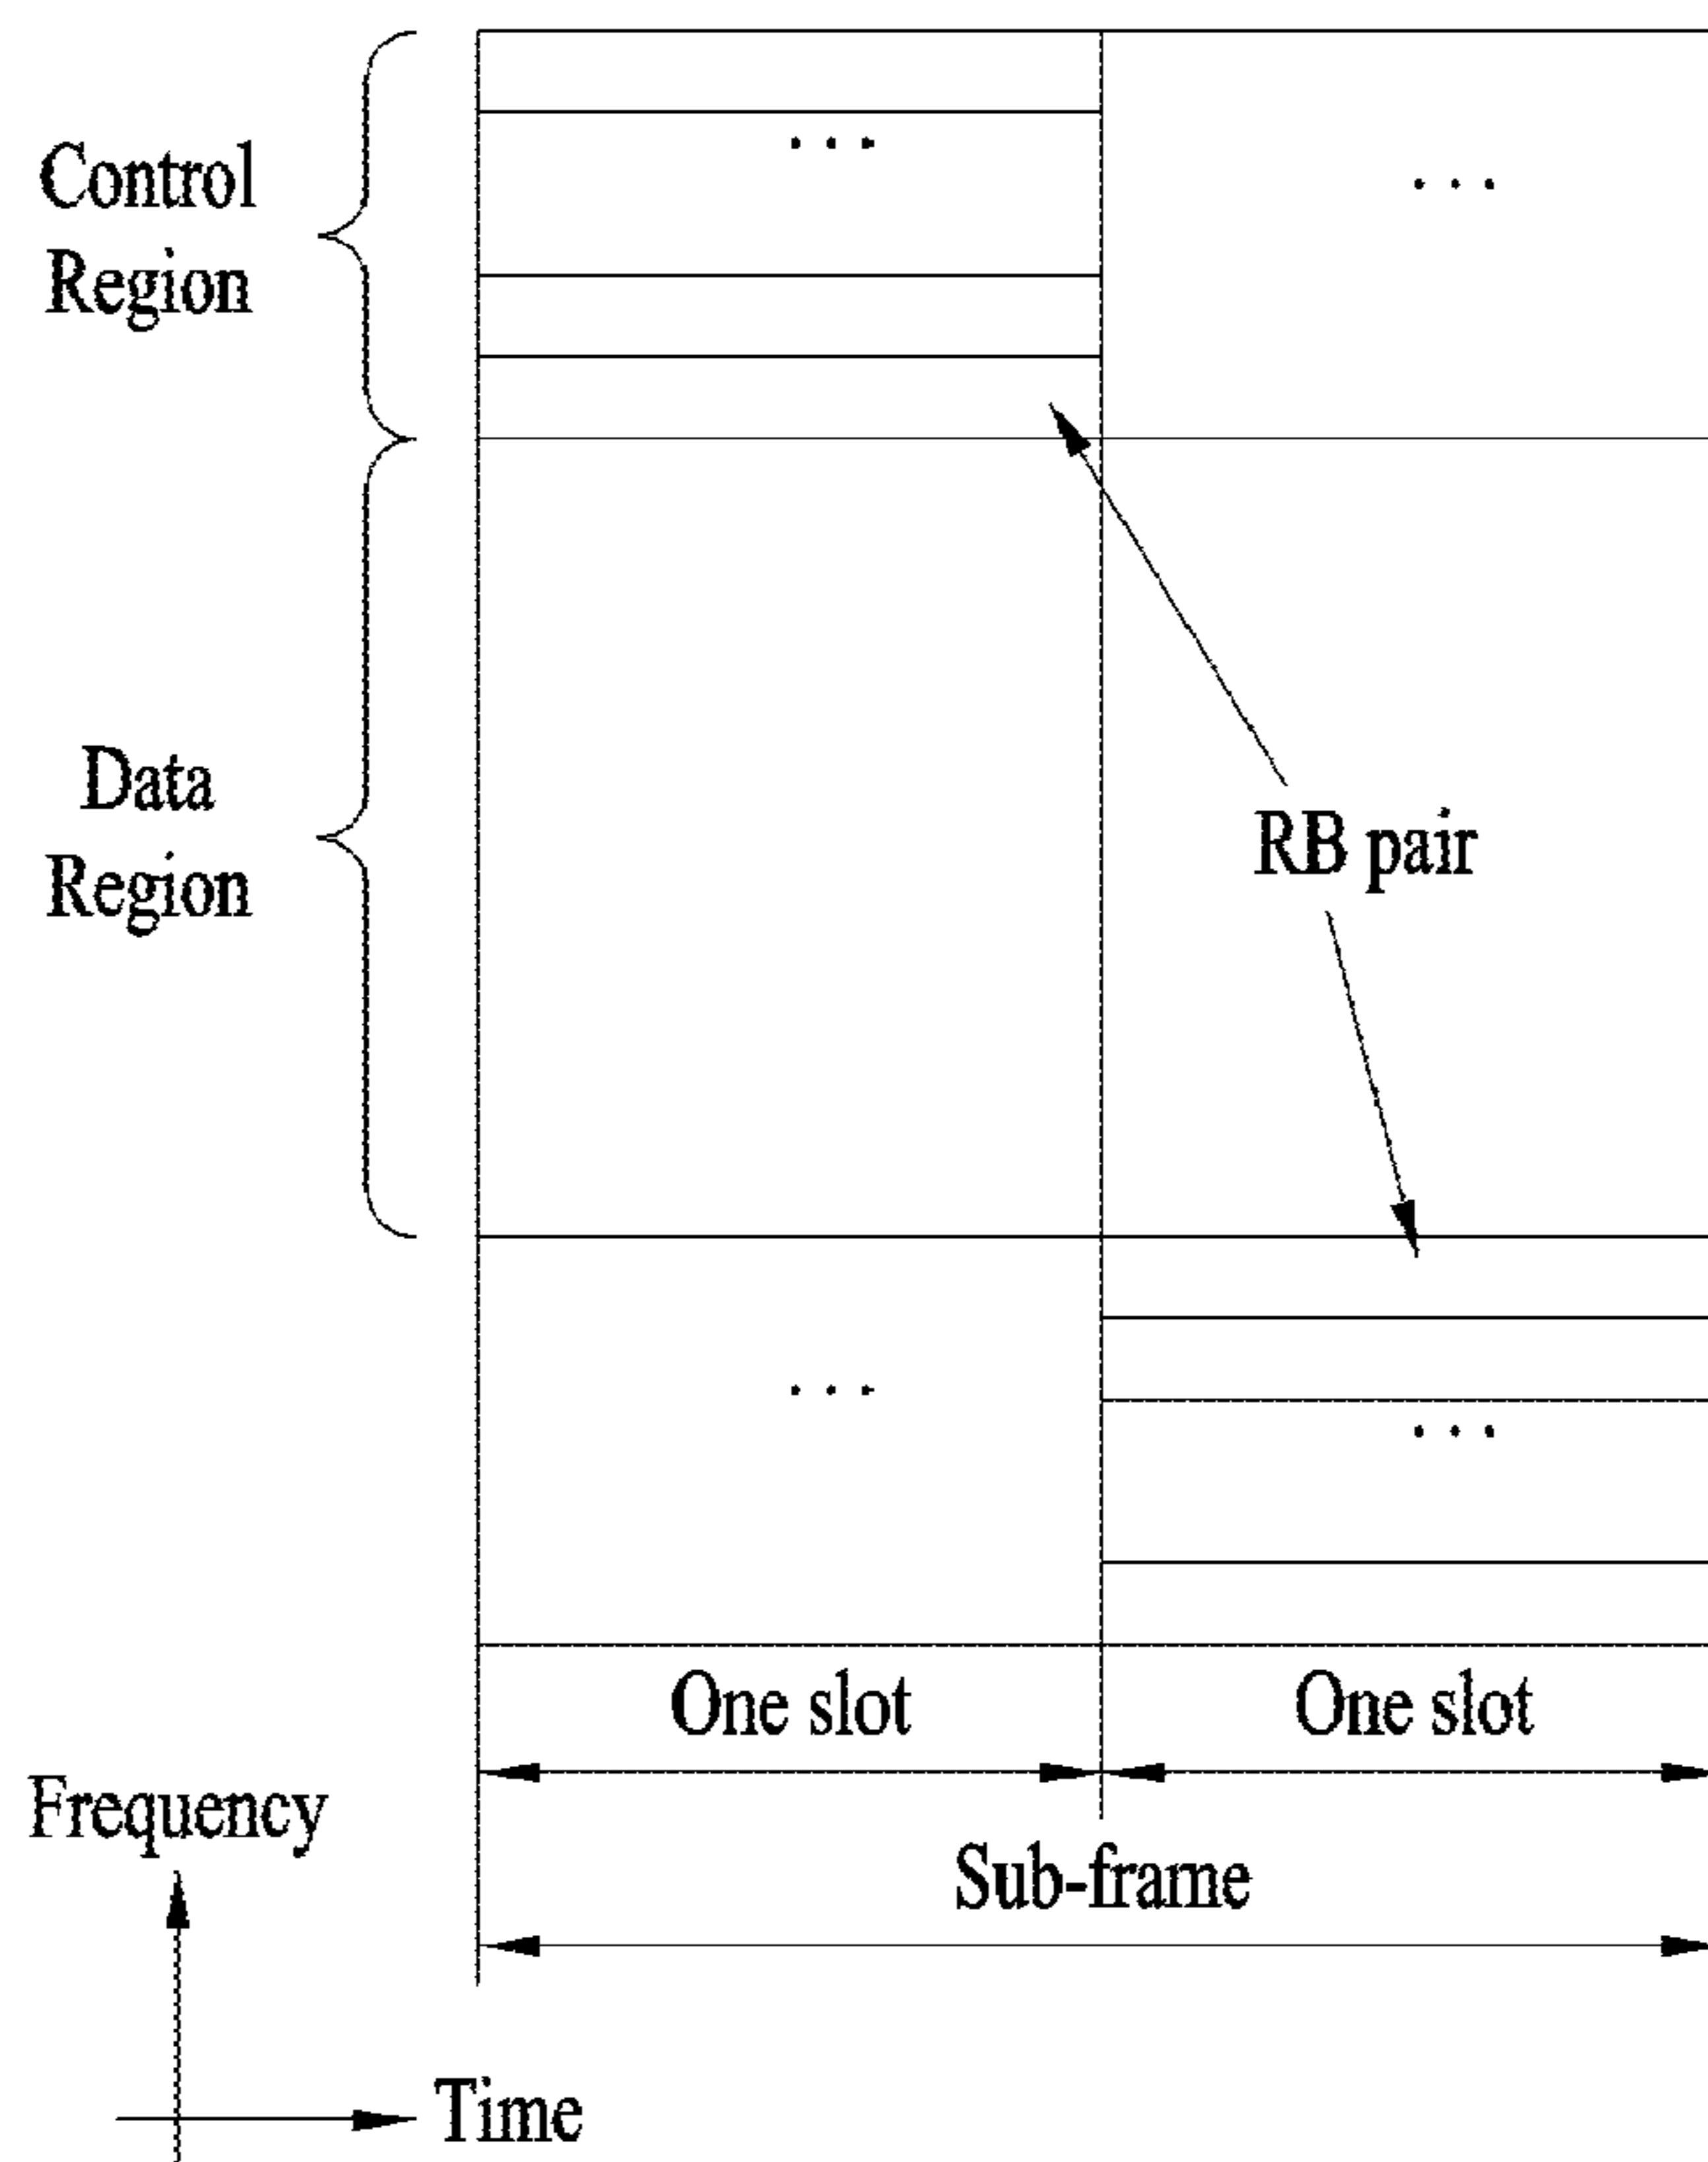 Control
Region
Data
Region
RB pair
One slot
One slot
Sub-frame
Frequency
Time